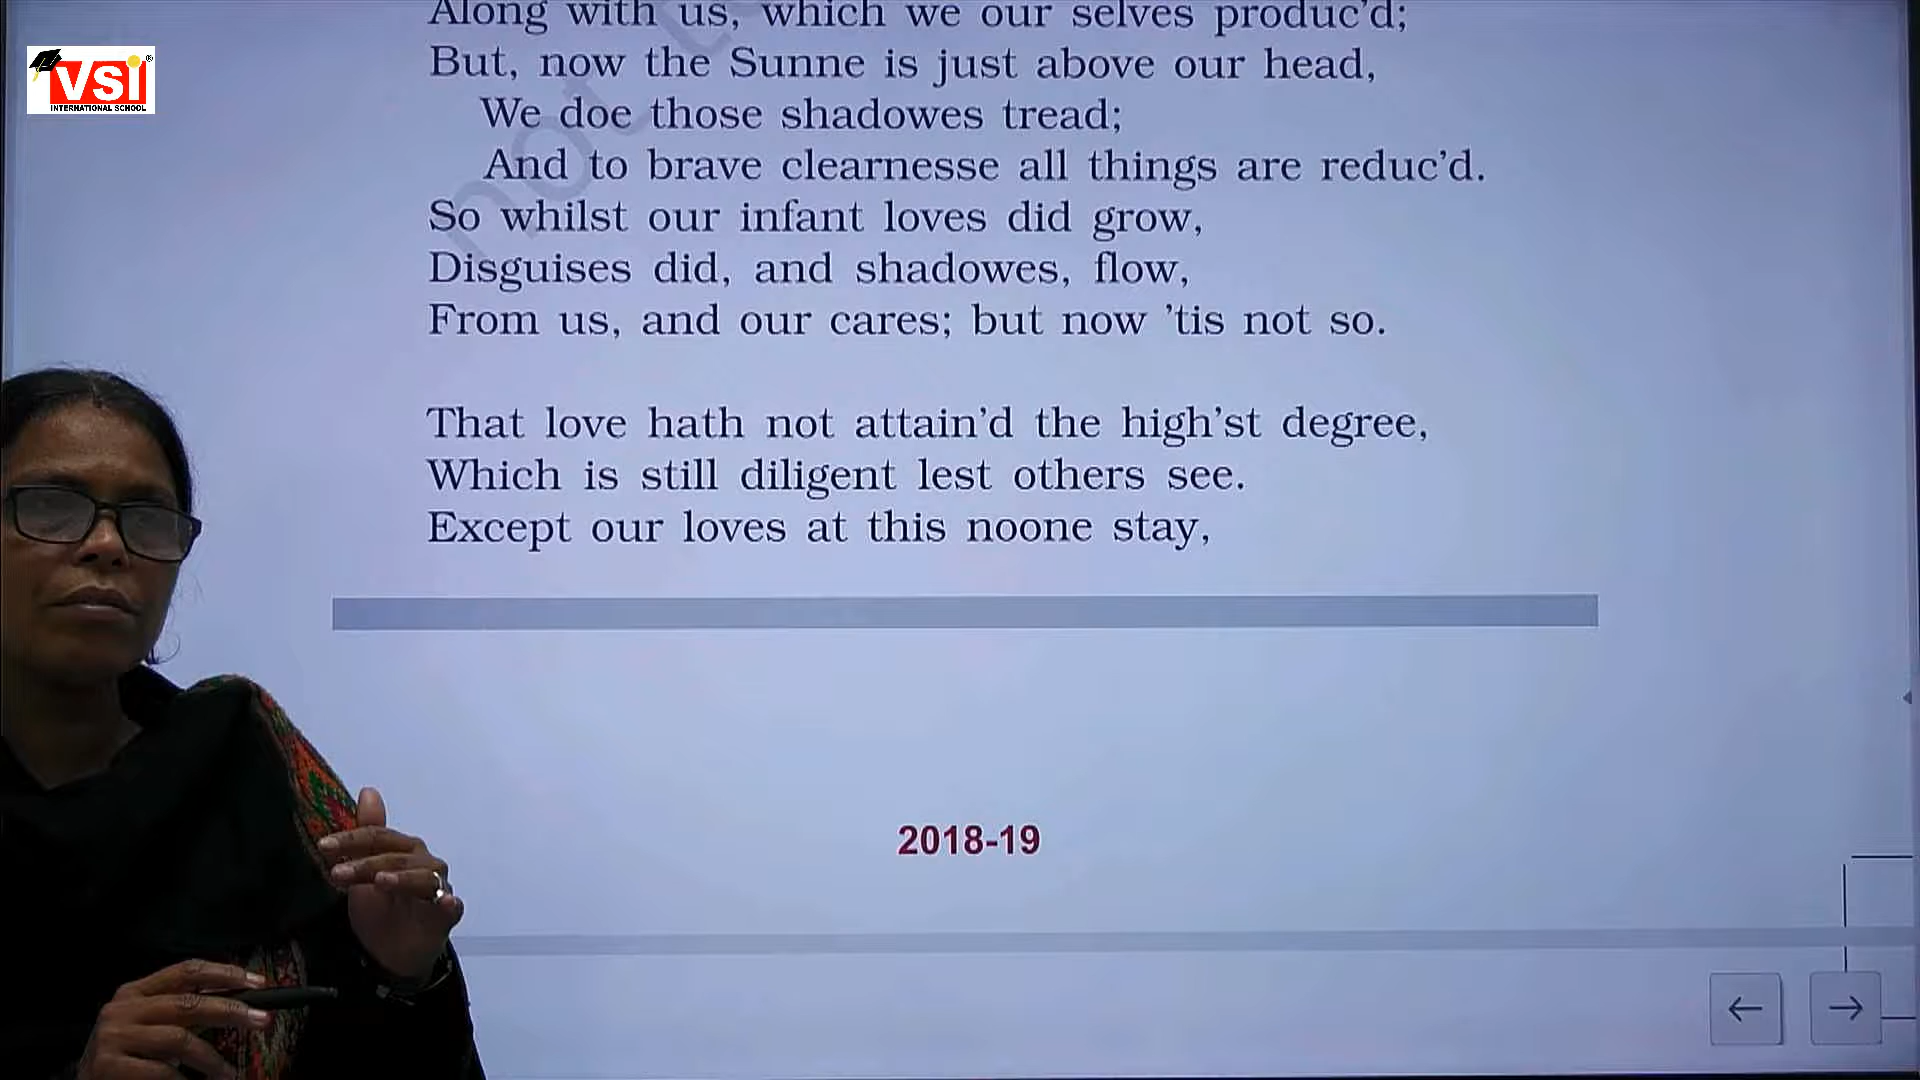 VSI
INTERNATIONAL SCHOOL
Along with us, which we our selves produc'd;
But, now the Sunne is just above our head,
We doe those shadowes tread;
And to brave clearnesse all things are reduc'd.
So whilst our infant loves did grow,
Disguises did, and shadowes, flow,
From us, and our cares; but now 'tis not so.
That love hath not attain'd the high'st degree,
Which is still diligent lest others see.
Except our loves at this noone stay,
2018-19